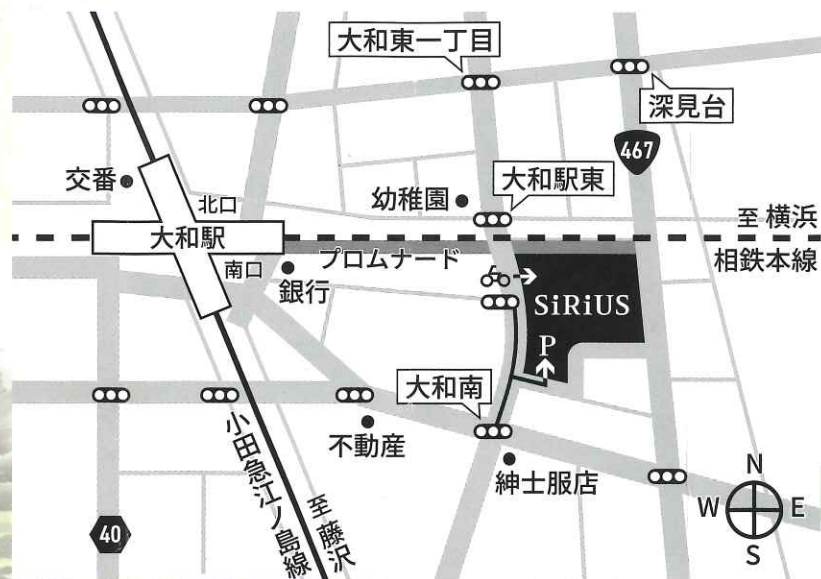 大和東一丁目
深見台
467
交番
北口
幼稚園
大和駅東
至 横浜
大和駅
相鉄本線
南口
プロムナード
銀行
SiRiUS
P
大和南
不動産
紳士服店
小田急江ノ島線
至 藤沢
40
N
W
E
S